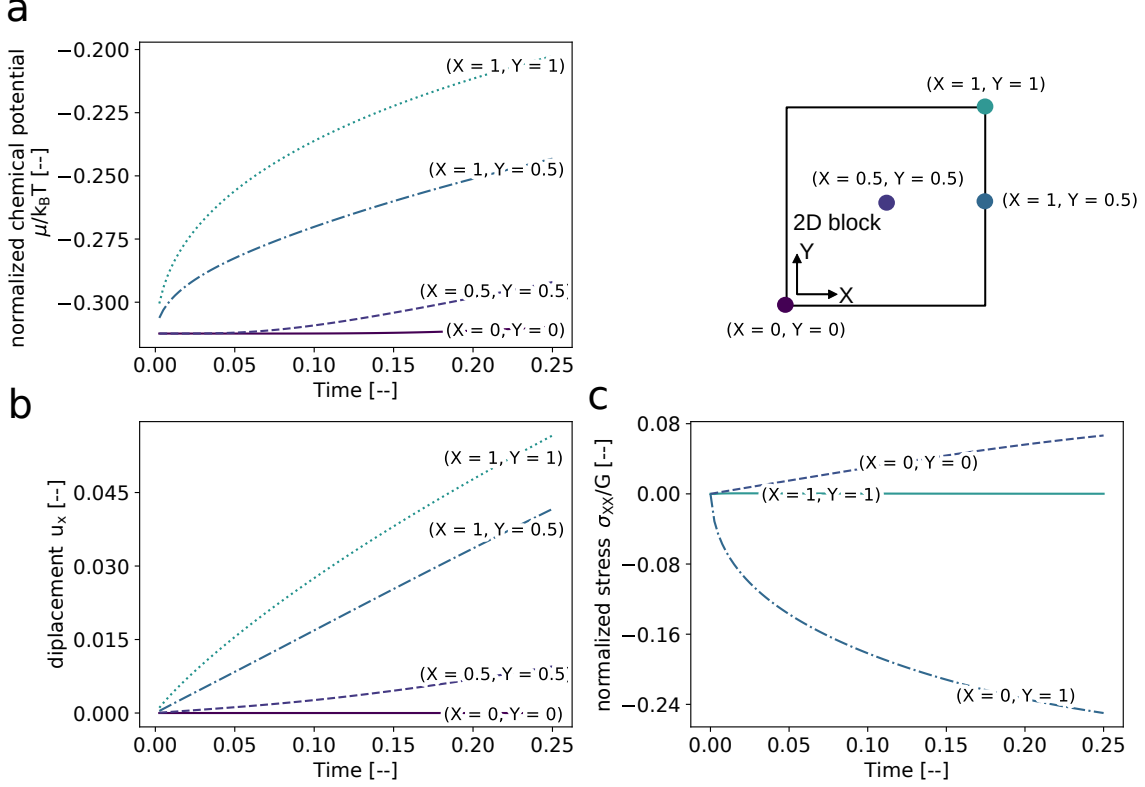 a
normalized chemical potential
μ/k_BT [--]
−0.200
−0.225
−0.250
−0.275
−0.300
(X = 1, Y = 1)
(X = 1, Y = 0.5)
(X = 0.5, Y = 0.5)
(X = 0, Y = 0)
0.00 0.05 0.10 0.15 0.20 0.25
Time [--]
(X = 1, Y = 1)
(X = 0.5, Y = 0.5)
(X = 1, Y = 0.5)
2D block
Y
X
(X = 0, Y = 0)
b
diplacement u_x [--]
0.045
0.030
0.015
0.000
(X = 1, Y = 1)
(X = 1, Y = 0.5)
(X = 0.5, Y = 0.5)
(X = 0, Y = 0)
0.00 0.05 0.10 0.15 0.20 0.25
Time [--]
c
normalized stress σ_XX/G [--]
0.08
0.00
−0.08
−0.16
−0.24
(X = 0, Y = 0)
(X = 1, Y = 1)
(X = 0, Y = 1)
0.00 0.05 0.10 0.15 0.20 0.25
Time [--]